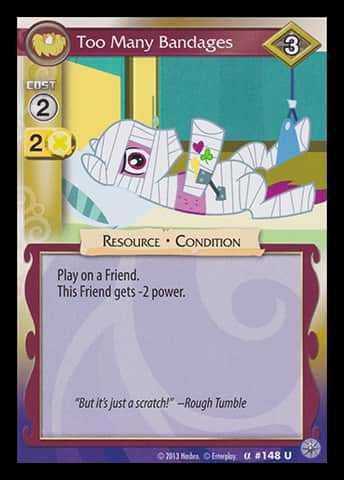 Too Many Bandages
3
COST
2
2
Resource • Condition
Play on a Friend.
This Friend gets -2 power.
“But it’s just a scratch!” –Rough Tumble
© 2013 Hasbro. © Enterplay. α #148 U